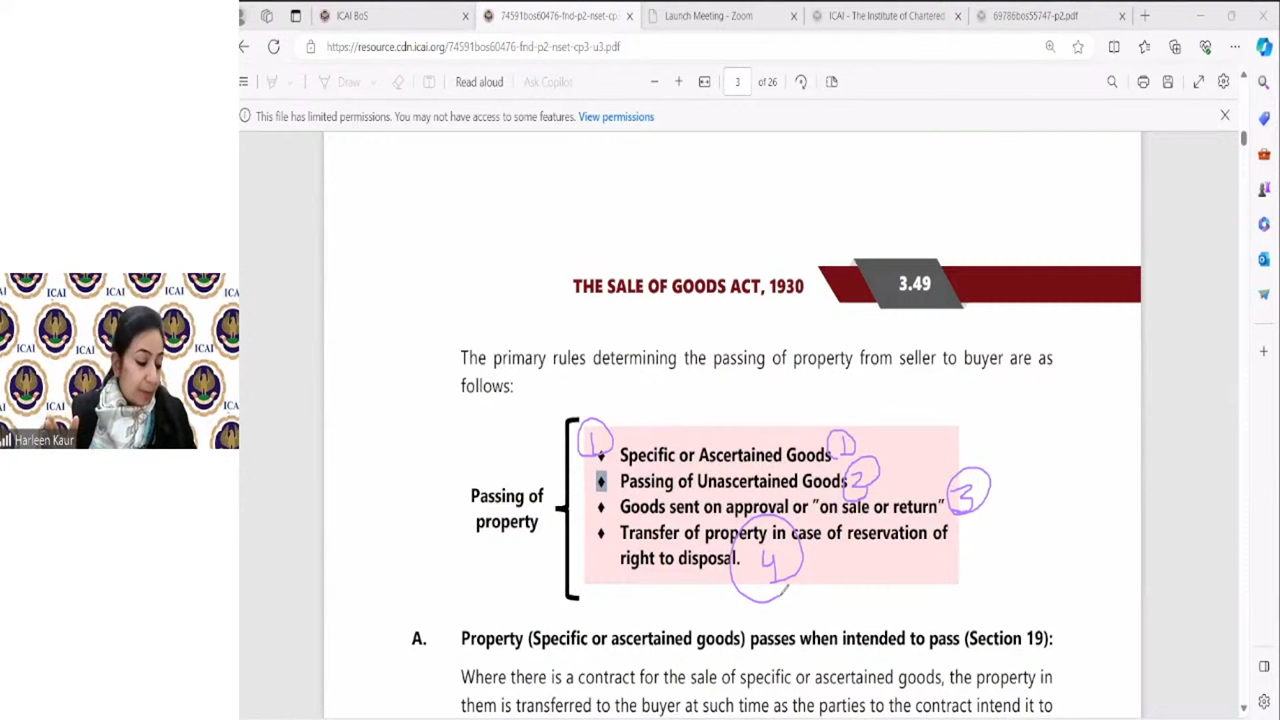 ICAI BoS
74591bos60476-fnd-p2-nset-cp3
Launch Meeting - Zoom
ICAI - The Institute of Chartered
69786bos55747-p2.pdf
https://resource.cdn.icai.org/74591bos60476-fnd-p2-nset-cp3-u3.pdf
Draw
Read aloud
3
of 26
Ask Copilot
This file has limited permissions. You may not have access to some features. View permissions
THE SALE OF GOODS ACT, 1930
3.49
The primary rules determining the passing of property from seller to buyer are as
follows:
1
Passing of
property
Specific or Ascertained Goods
1
Passing of Unascertained Goods
2
Goods sent on approval or "on sale or return"
3
Transfer of property in case of reservation of
right to disposal.
4
A. Property (Specific or ascertained goods) passes when intended to pass (Section 19):
Where there is a contract for the sale of specific or ascertained goods, the property in
them is transferred to the buyer at such time as the parties to the contract intend it to
ICAI
ICAI
ICAI
ICAI
Harleen Kaur